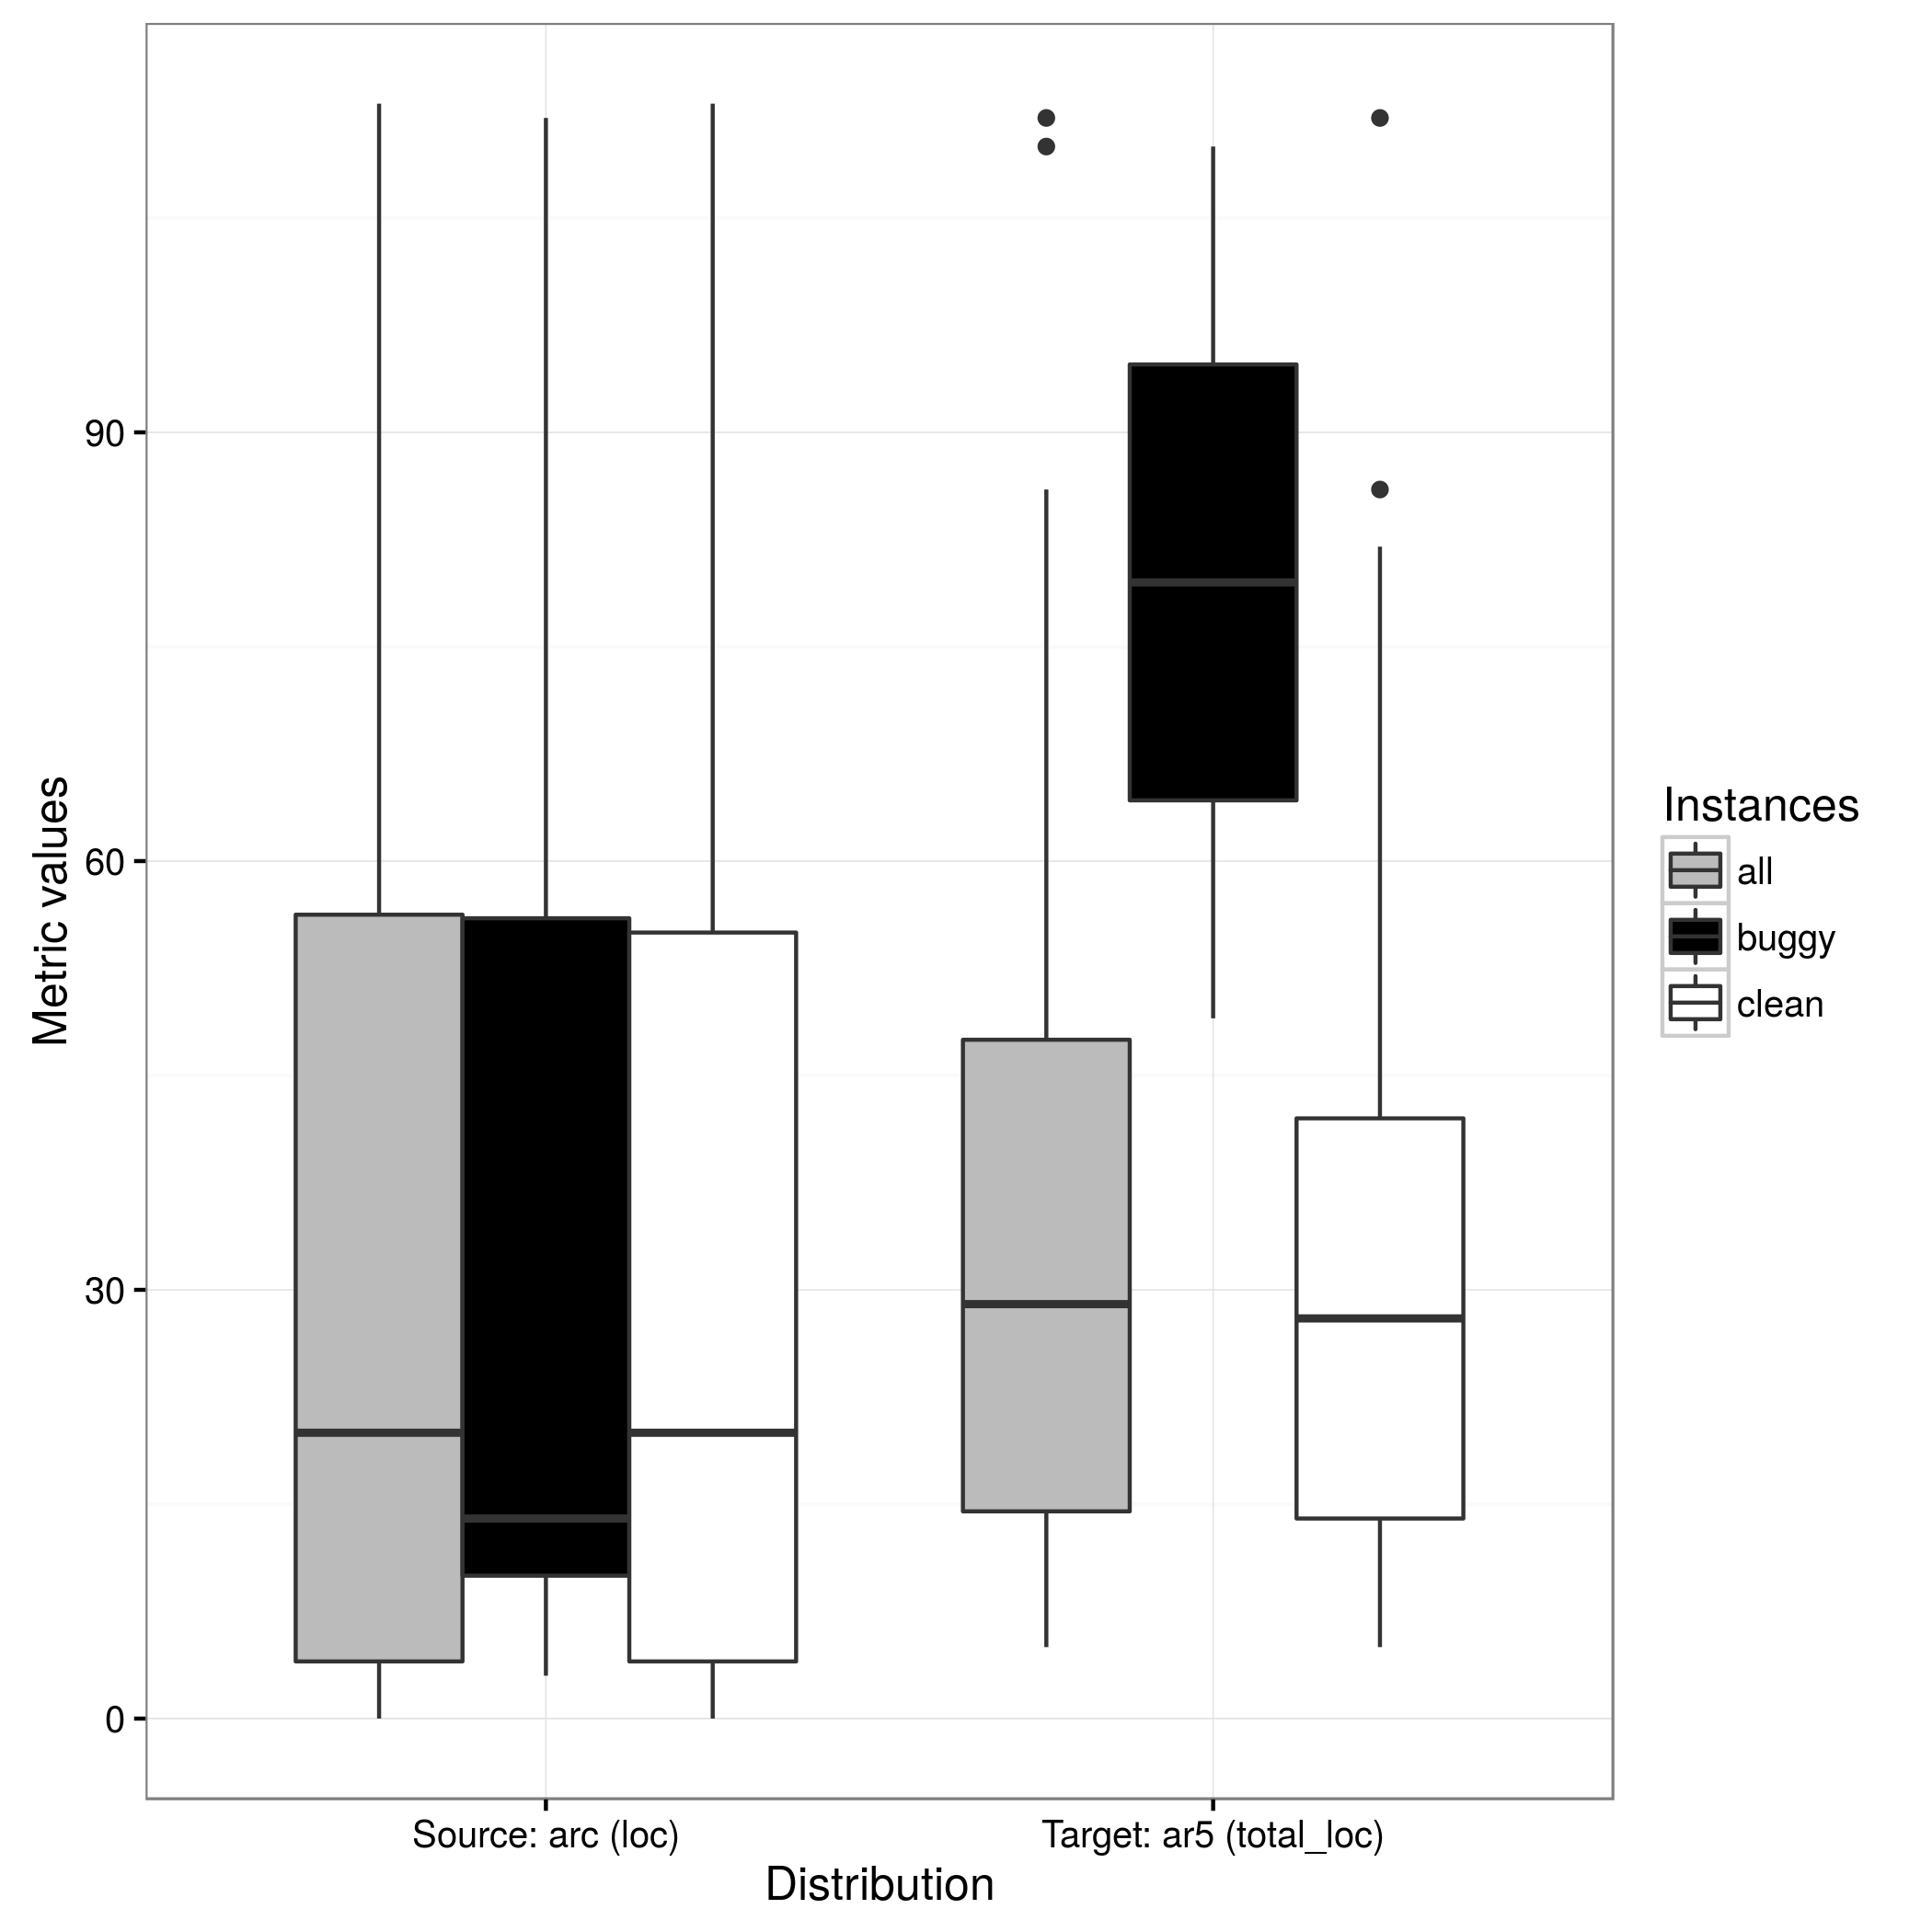 90
60
30
0
Metric values
Source: arc (loc)
Target: ar5 (total_loc)
Distribution
Instances
all
buggy
clean